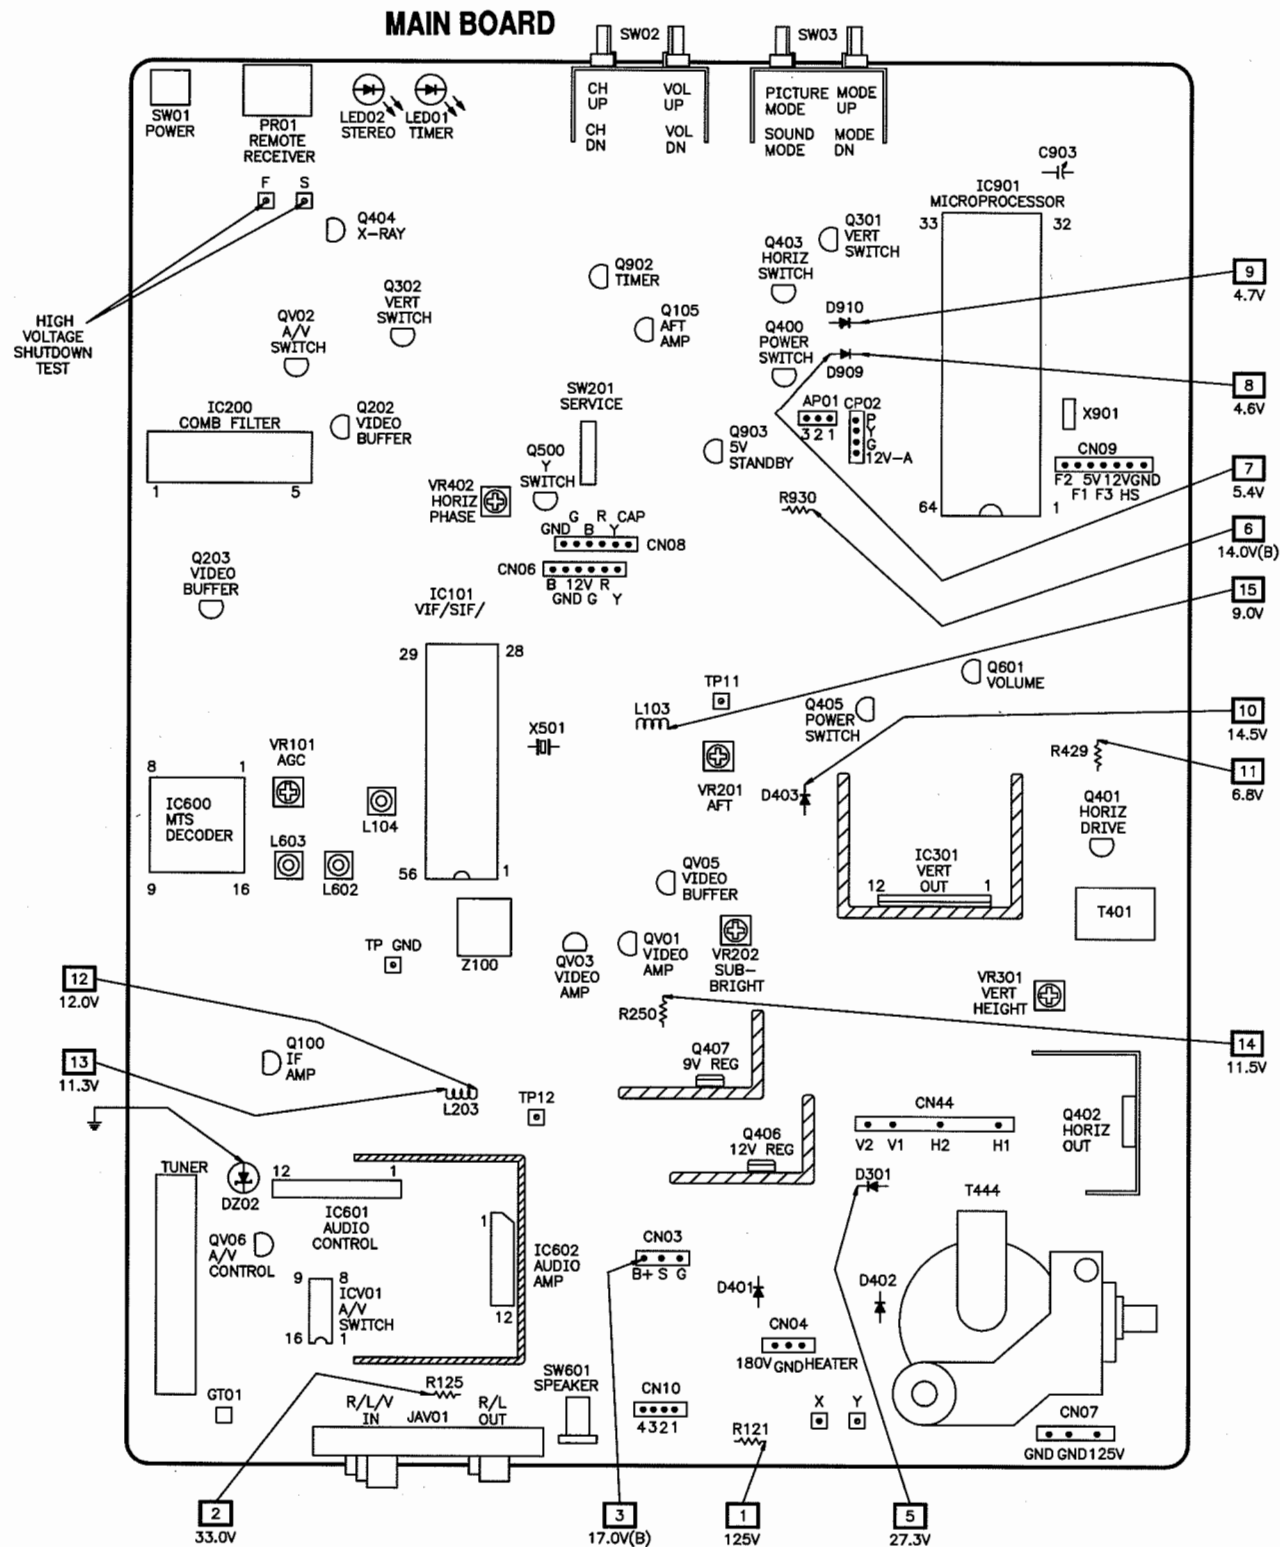 MAIN BOARD
SW02
SW03
SW01
POWER
PR01
REMOTE
RECEIVER
LED02
STEREO
LED01
TIMER
CH
UP
CH
DN
VOL
UP
VOL
DN
PICTURE
MODE
SOUND
MODE
MODE
UP
MODE
DN
C903
IC901
MICROPROCESSOR
33
32
64
1
F
S
Q404
X-RAY
Q301
VERT
SWITCH
Q403
HORIZ
SWITCH
Q902
TIMER
9
4.7V
Q302
VERT
SWITCH
HIGH
VOLTAGE
SHUTDOWN
TEST
QV02
A/V
SWITCH
Q105
AFT
AMP
D910
Q400
POWER
SWITCH
D909
8
4.6V
SW201
SERVICE
IC200
COMB FILTER
1
5
Q202
VIDEO
BUFFER
AP01
3 2 1
CP02
P
Y
G
12V-A
X901
Q903
5V
STANDBY
Q500
Y
SWITCH
CN09
F2 5V 12V GND
F1 F3 HS
7
5.4V
VR402
HORIZ
PHASE
R930
G R CAP
GND B Y
CN08
CN06
B 12V R
GND G Y
6
14.0V(B)
Q203
VIDEO
BUFFER
IC101
VIF/SIF/
29
28
56
1
15
9.0V
Q601
VOLUME
TP11
L103
Q405
POWER
SWITCH
10
14.5V
X501
VR101
AGC
R429
11
6.8V
8
1
IC600
MTS
DECODER
9
16
L104
VR201
AFT
D403
Q401
HORIZ
DRIVE
L603
L602
IC301
VERT
OUT
12
1
QV05
VIDEO
BUFFER
T401
TP GND
Z100
QV03
VIDEO
AMP
QV01
VIDEO
AMP
VR202
SUB-
BRIGHT
VR301
VERT
HEIGHT
12
12.0V
R250
14
11.5V
13
11.3V
Q100
IF
AMP
L203
Q407
9V REG
TP12
CN44
V2 V1 H2 H1
Q402
HORIZ
OUT
Q406
12V REG
TUNER
DZ02
12
1
IC601
AUDIO
CONTROL
D301
T444
QV06
A/V
CONTROL
1
12
IC602
AUDIO
AMP
CN03
B+ S G
9
8
ICV01
A/V
SWITCH
16
1
D401
D402
CN04
180V GND HEATER
SW601
SPEAKER
R125
GT01
R/L/V
IN
JAV01
R/L
OUT
CN10
4321
X
Y
R121
CN07
GND GND 125V
2
33.0V
3
17.0V(B)
1
125V
5
27.3V